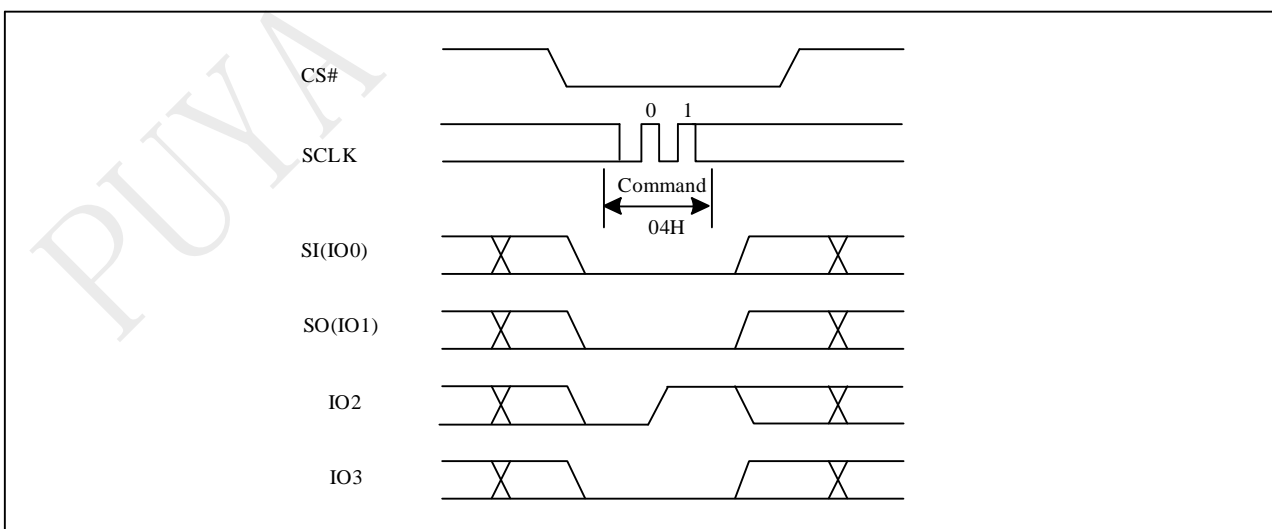 PUYA
CS#
0 1
SCLK
Command
04H
SI(IO0)
SO(IO1)
IO2
IO3